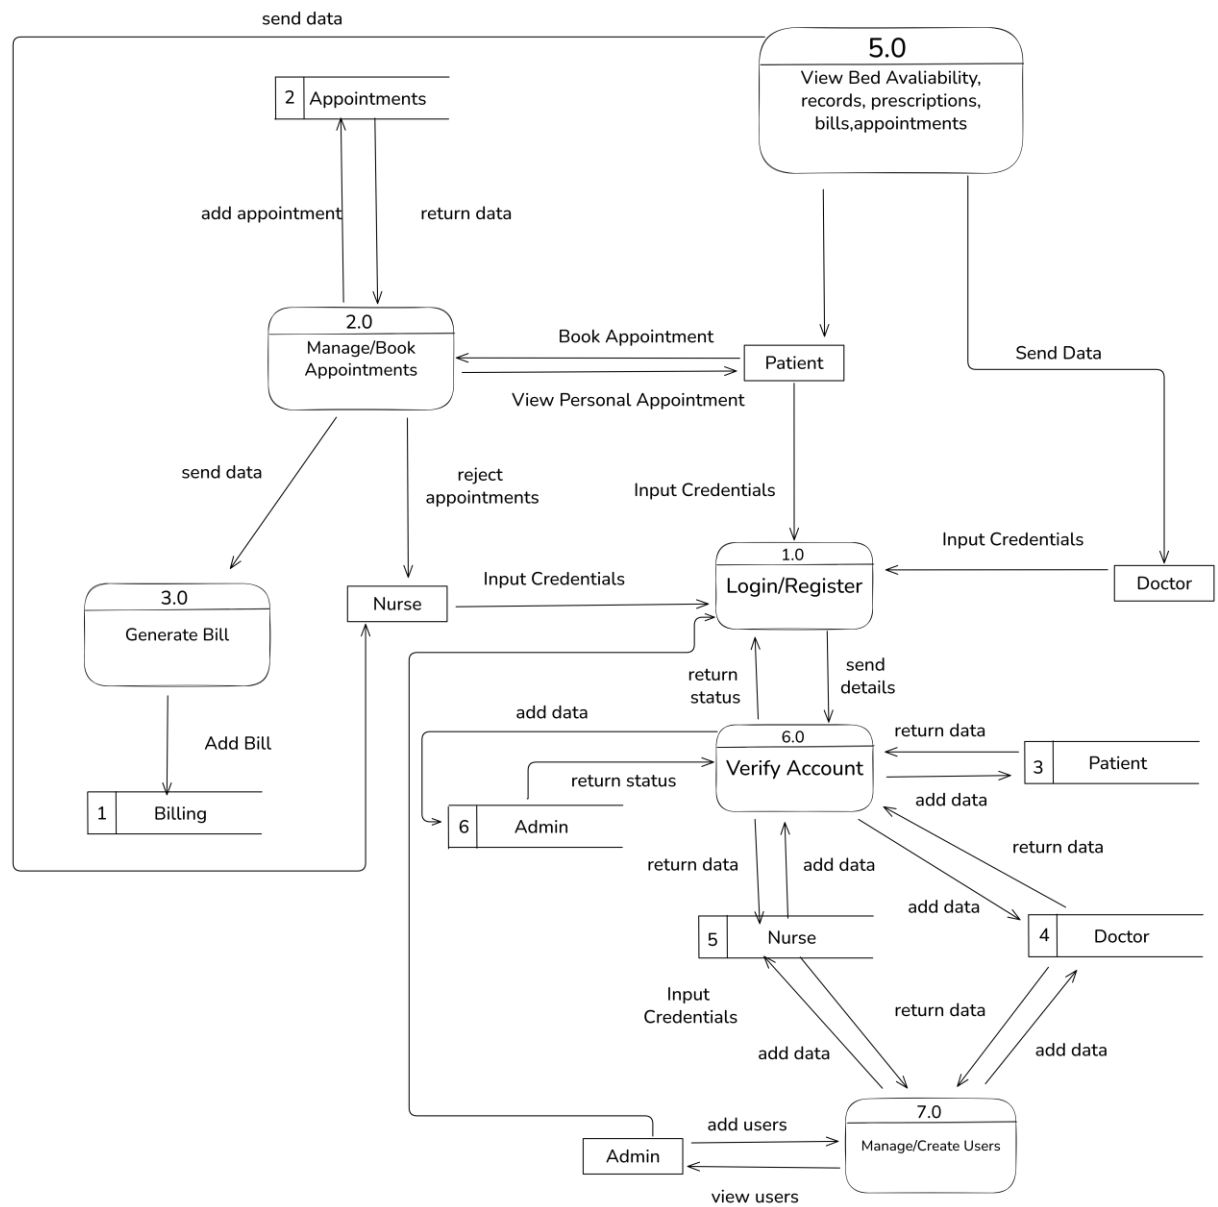 send data
5.0
View Bed Avaliability,
records, prescriptions,
bills,appointments
2 Appointments
add appointment
return data
2.0
Manage/Book
Appointments
Book Appointment
Patient
View Personal Appointment
Send Data
send data
reject
appointments
Input Credentials
Input Credentials
1.0
Login/Register
Input Credentials
Doctor
3.0
Generate Bill
Nurse
return
status
send
details
add data
6.0
Verify Account
return data
3 Patient
add data
return status
Add Bill
1 Billing
6 Admin
return data
add data
return data
add data
5 Nurse
4 Doctor
Input
Credentials
return data
add data
add data
7.0
Manage/Create Users
add users
Admin
view users